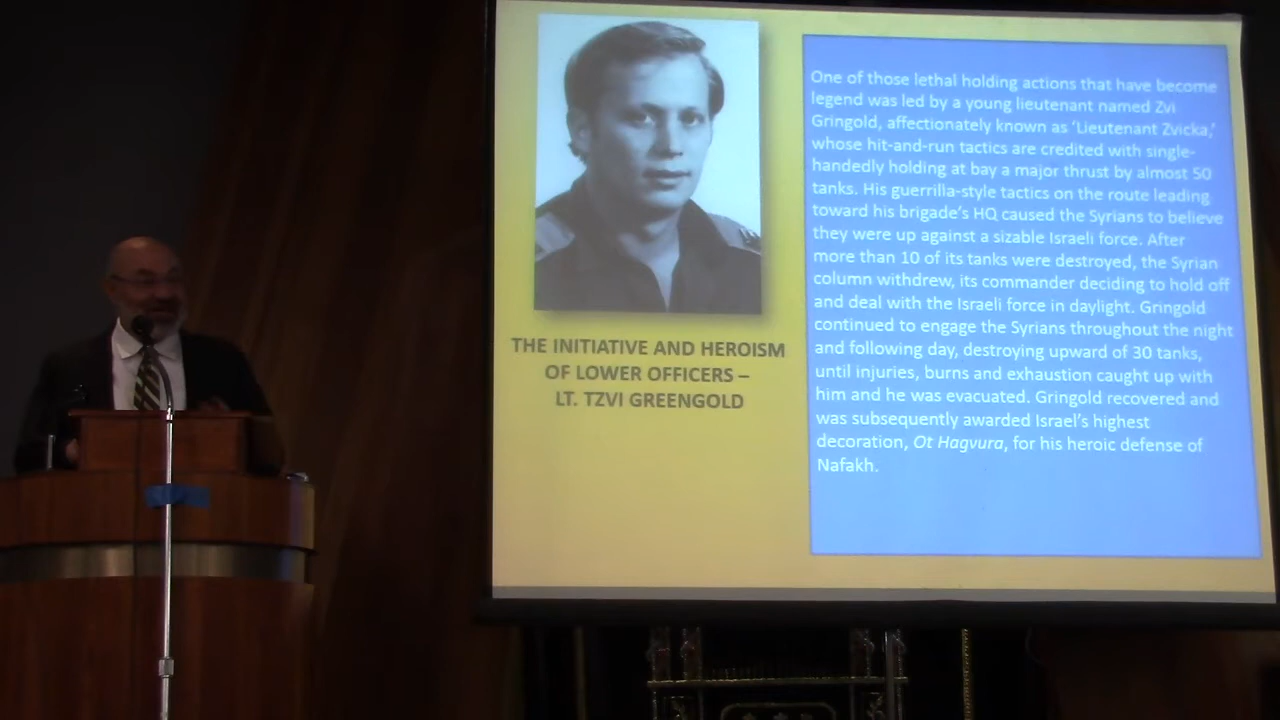 THE INITIATIVE AND HEROISM
OF LOWER OFFICERS –
LT. TZVI GREENGOLD
One of those lethal holding actions that have become
legend was led by a young lieutenant named Zvi
Gringold, affectionately known as ‘Lieutenant Zvicka,’
whose hit-and-run tactics are credited with single-
handedly holding at bay a major thrust by almost 50
tanks. His guerrilla-style tactics on the route leading
toward his brigade’s HQ caused the Syrians to believe
they were up against a sizable Israeli force. After
more than 10 of its tanks were destroyed, the Syrian
column withdrew, its commander deciding to hold off
and deal with the Israeli force in daylight. Gringold
continued to engage the Syrians throughout the night
and following day, destroying upward of 30 tanks,
until injuries, burns and exhaustion caught up with
him and he was evacuated. Gringold recovered and
was subsequently awarded Israel’s highest
decoration, Ot Hagvura, for his heroic defense of
Nafakh.